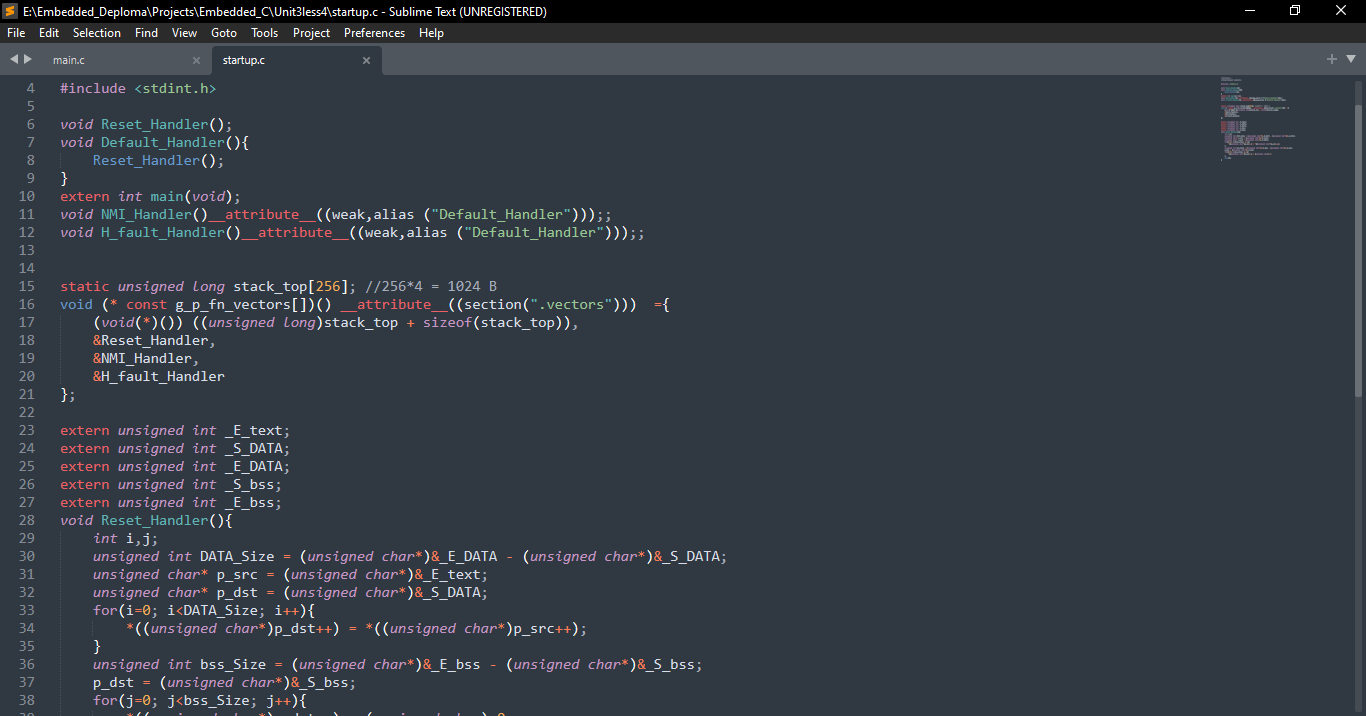 E:\Embedded_Deploma\Projects\Embedded_C\Unit3less4\startup.c - Sublime Text (UNREGISTERED)
File Edit Selection Find View Goto Tools Project Preferences Help
main.c startup.c
4 #include <stdint.h>
5
6 void Reset_Handler();
7 void Default_Handler(){
8 Reset_Handler();
9 }
10 extern int main(void);
11 void NMI_Handler()__attribute__((weak,alias ("Default_Handler")));;
12 void H_fault_Handler()__attribute__((weak,alias ("Default_Handler")));;
13
14
15 static unsigned long stack_top[256]; //256*4 = 1024 B
16 void (* const g_p_fn_vectors[])() __attribute__((section(".vectors"))) ={
17 (void(*)()) ((unsigned long)stack_top + sizeof(stack_top)),
18 &Reset_Handler,
19 &NMI_Handler,
20 &H_fault_Handler
21 };
22
23 extern unsigned int _E_text;
24 extern unsigned int _S_DATA;
25 extern unsigned int _E_DATA;
26 extern unsigned int _S_bss;
27 extern unsigned int _E_bss;
28 void Reset_Handler(){
29 int i,j;
30 unsigned int DATA_Size = (unsigned char*)&_E_DATA - (unsigned char*)&_S_DATA;
31 unsigned char* p_src = (unsigned char*)&_E_text;
32 unsigned char* p_dst = (unsigned char*)&_S_DATA;
33 for(i=0; i<DATA_Size; i++){
34 *((unsigned char*)p_dst++) = *((unsigned char*)p_src++);
35 }
36 unsigned int bss_Size = (unsigned char*)&_E_bss - (unsigned char*)&_S_bss;
37 p_dst = (unsigned char*)&_S_bss;
38 for(j=0; j<bss_Size; j++){